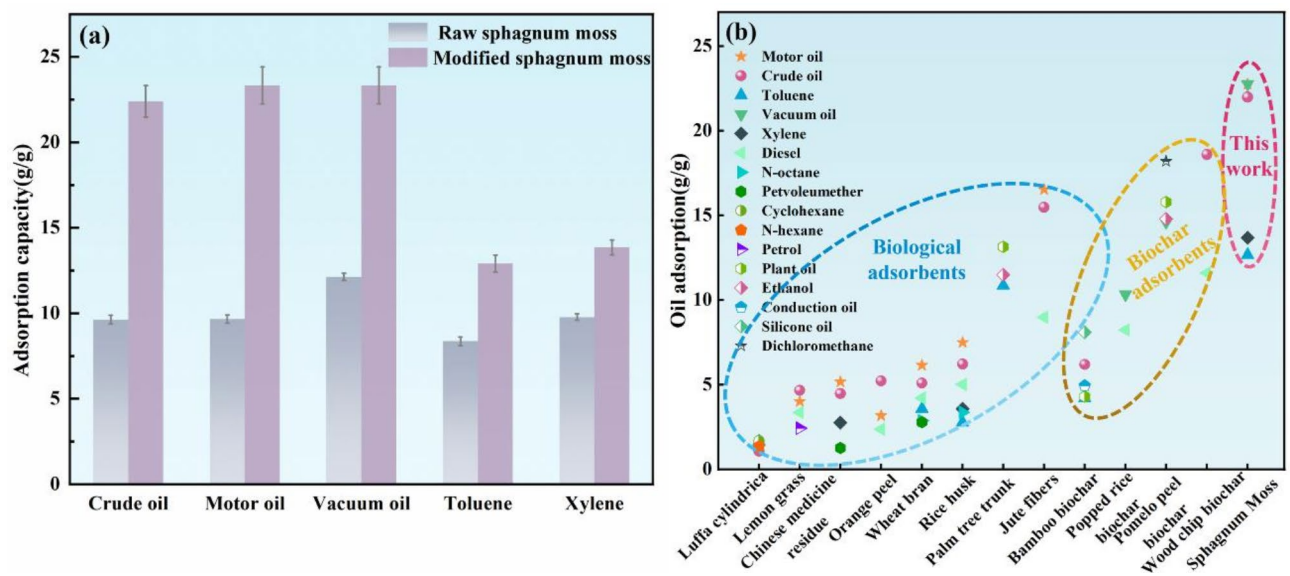 (a)
Raw sphagnum moss
Modified sphagnum moss
Adsorption capacity(g/g)
25
20
15
10
5
0
Crude oil
Motor oil
Vacuum oil
Toluene
Xylene
(b)
Motor oil
Crude oil
Toluene
Vacuum oil
Xylene
Diesel
N-octane
Petvoleumether
Cyclohexane
N-hexane
Petrol
Plant oil
Ethanol
Conduction oil
Silicone oil
Dichloromethane
Oil adsorption(g/g)
25
20
15
10
5
0
Biological
adsorbents
Biochar
adsorbents
This
work
Luffa cylindrica
Lemon grass
Chinese medicine
residue
Orange peel
Wheat bran
Rice husk
Palm tree trunk
Jute fibers
Bamboo biochar
Popped rice
biochar
Pomelo peel
biochar
Wood chip biochar
Sphagnum Moss